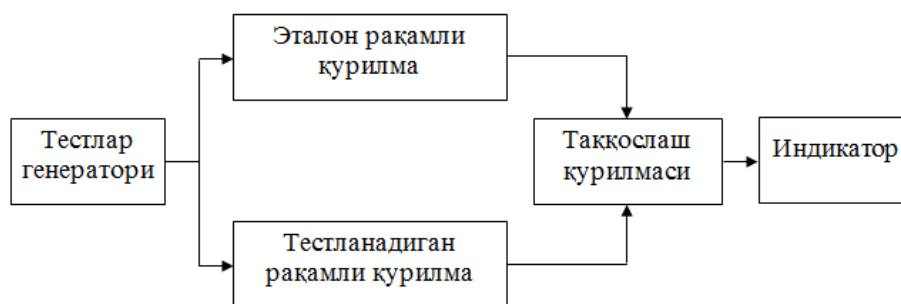 Эталон рақамли
қурилма
Тестлар
генератори
Таққослаш
қурилмаси
Индикатор
Тестланадиган
рақамли қурилма